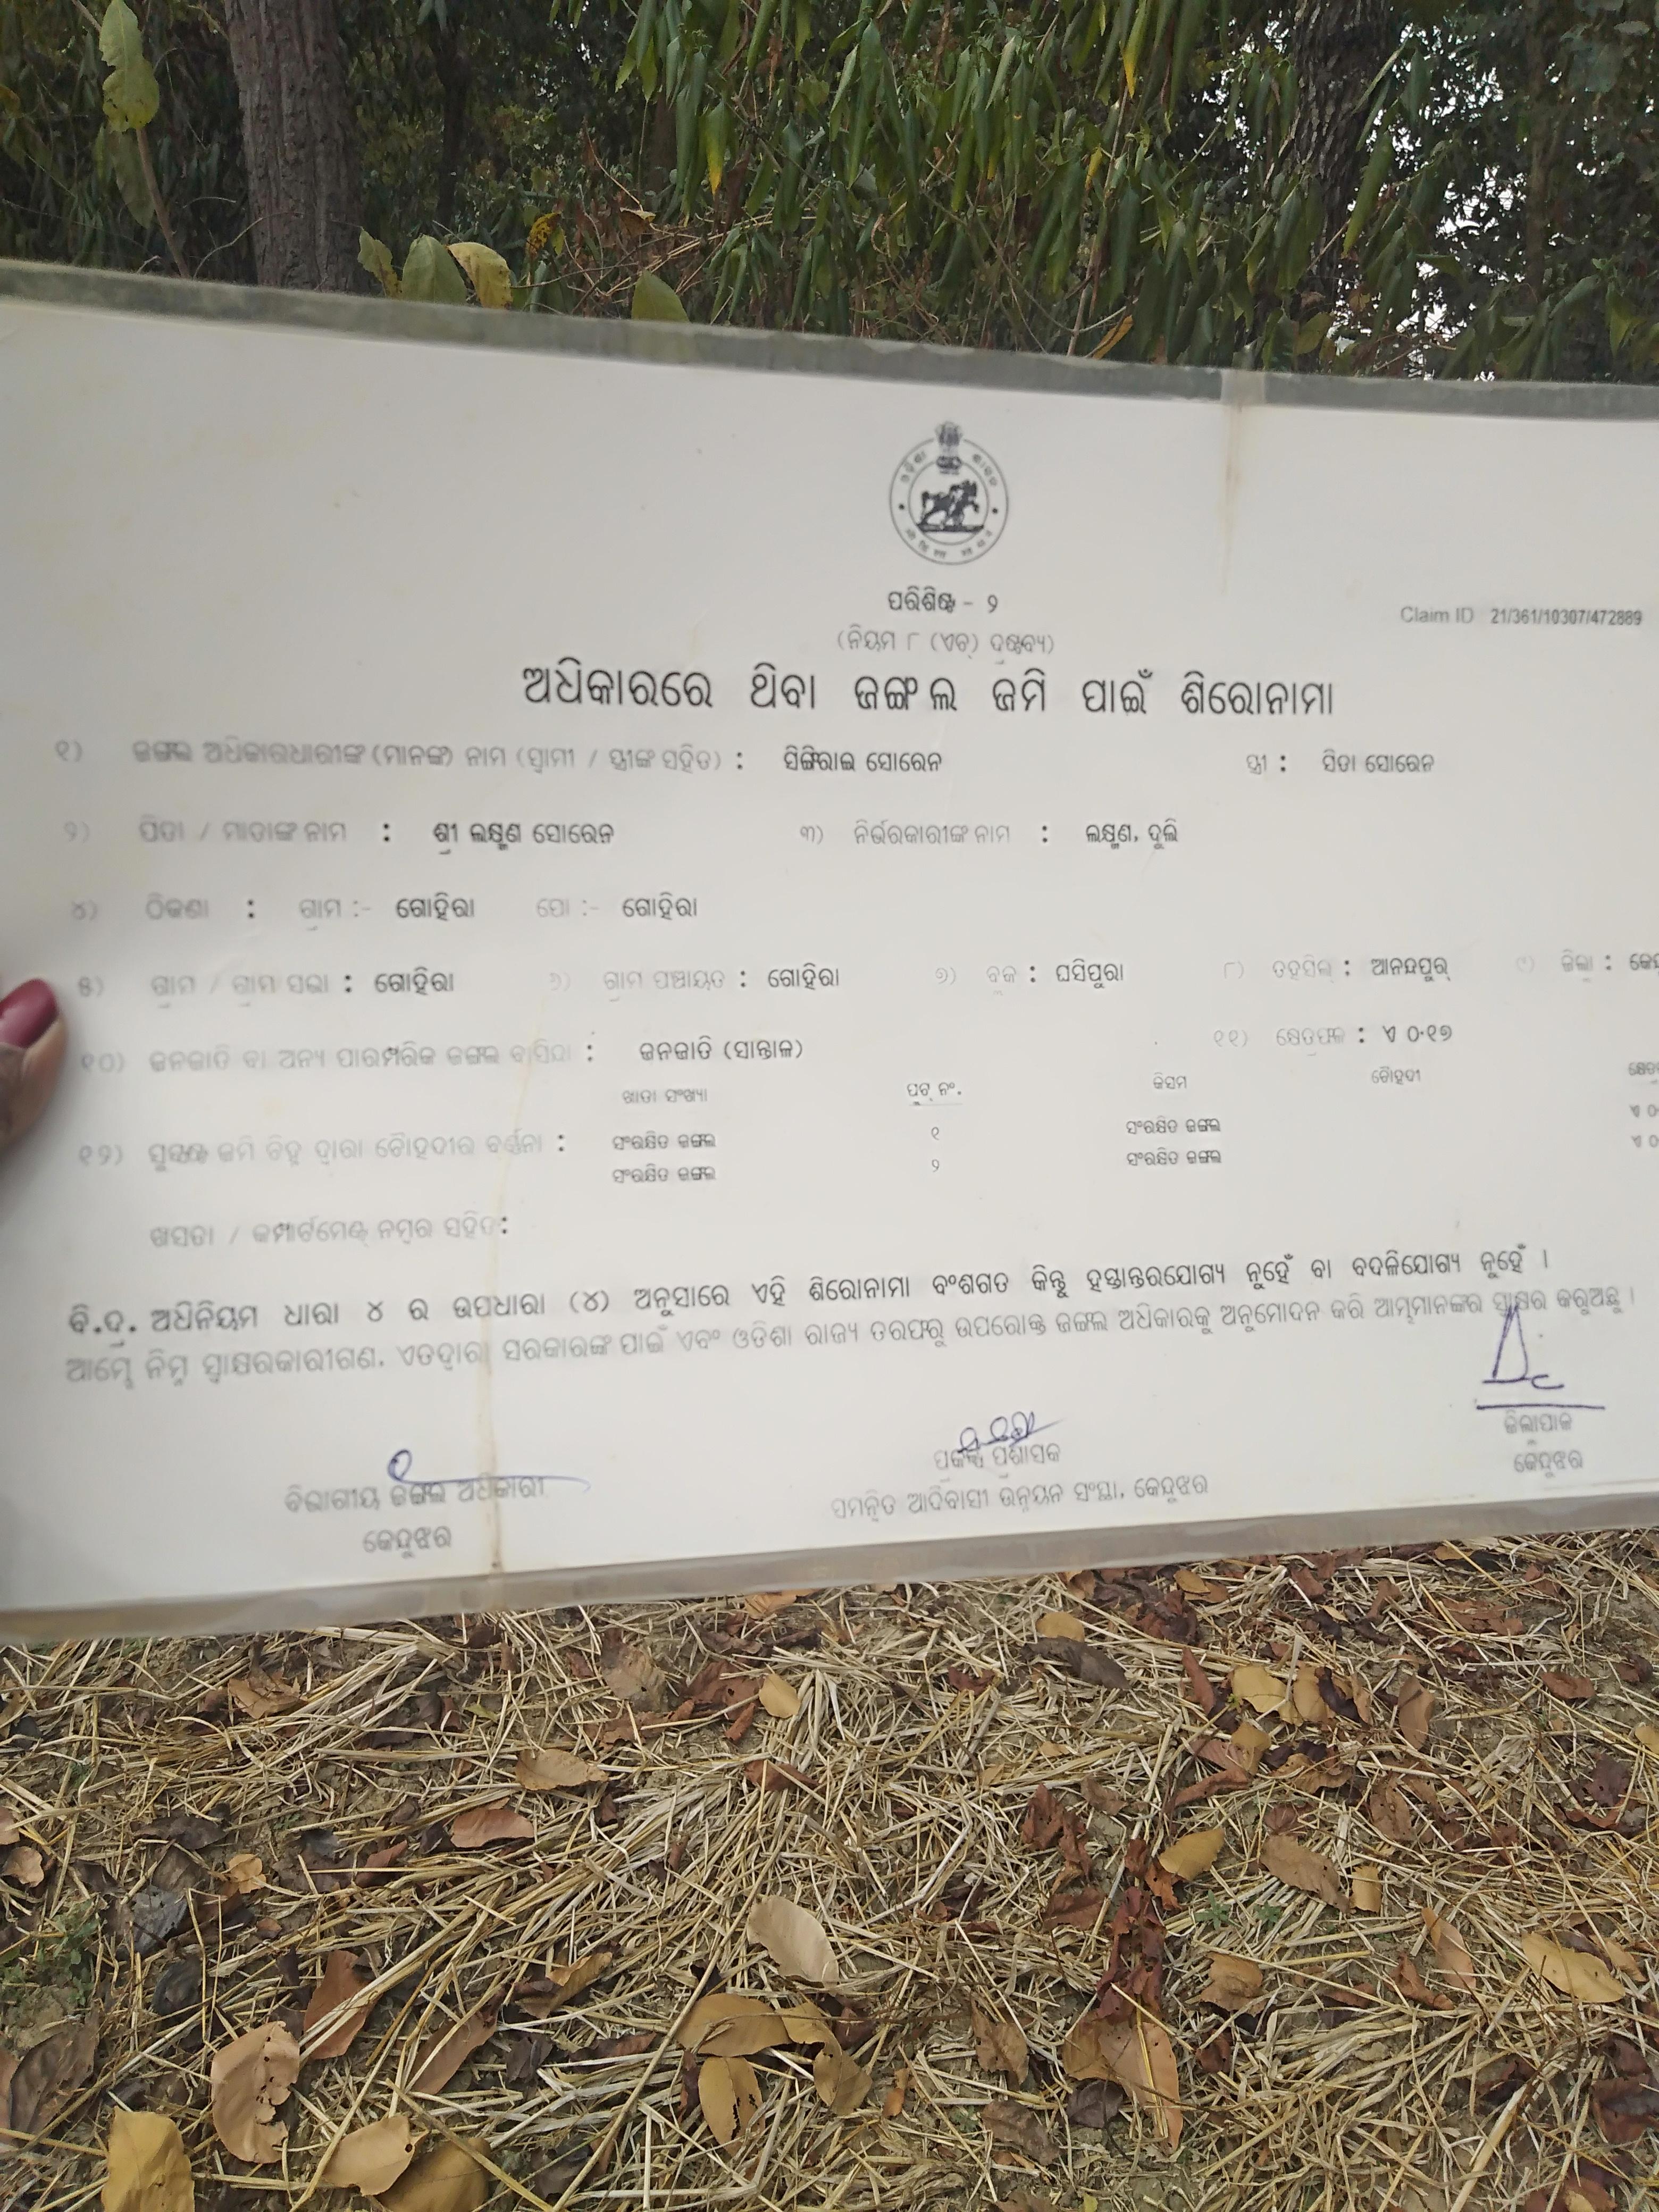 ପରିଶିଷ୍ଟ - ୨
Claim ID 21/361/10307/472889
(ନିୟମ ୮ (ଏଚ୍) ଦ୍ରଷ୍ଟବ୍ୟ)
ଅଧିକାରରେ ଥିବା ଜଙ୍ଗଲ ଜମି ପାଇଁ ଶିରୋନାମା
୧) ଜଙ୍ଗଲ ଅଧିକାରଧାରୀଙ୍କ (ମାନଙ୍କ) ନାମ (ସ୍ୱାମୀ / ସ୍ତ୍ରୀଙ୍କ ସହିତ) : ସିଙ୍ଗିରାଇ ସୋରେନ ସ୍ତ୍ରୀ : ସିତା ସୋରେନ
୨) ପିତା / ମାତାଙ୍କ ନାମ : ଶ୍ରୀ ଲକ୍ଷ୍ମଣ ସୋରେନ ୩) ନିର୍ଭରକାରୀଙ୍କ ନାମ : ଲକ୍ଷ୍ମଣ, ଦୁଲି
୪) ଠିକଣା : ଗ୍ରାମ :- ଗୋହିରା ପୋ :- ଗୋହିରା
୫) ଗ୍ରାମ / ଗ୍ରାମ ସଭା : ଗୋହିରା ୬) ଗ୍ରାମ ପଞ୍ଚାୟତ : ଗୋହିରା ୭) ବ୍ଲକ : ଘସିପୁରା ୮) ତହସିଲ୍ : ଆନନ୍ଦପୁର୍ ୯) ଜିଲ୍ଲା :
୧୦) ଜନଜାତି ବା ଅନ୍ୟ ପାରମ୍ପରିକ ଜଙ୍ଗଲ ବାସିନ୍ଦା : ଜନଜାତି (ସାନ୍ତାଳ) ୧୧) କ୍ଷେତ୍ରଫଳ : ଏ ୦.୧୭
ଖାତା ସଂଖ୍ୟା ପ୍ଲଟ୍ ନଂ. କିସମ ଚୌହଦୀ
୧୨) ସୁସ୍ପଷ୍ଟ ଜମି ଚିହ୍ନ ଦ୍ୱାରା ଚୌହଦୀର ବର୍ଣ୍ଣନା : ସଂରକ୍ଷିତ ଜଙ୍ଗଲ ୧ ସଂରକ୍ଷିତ ଜଙ୍ଗଲ
ସଂରକ୍ଷିତ ଜଙ୍ଗଲ ୨ ସଂରକ୍ଷିତ ଜଙ୍ଗଲ
ଖସଡା / କମ୍ପାର୍ଟମେଣ୍ଟ ନମ୍ବର ସହିତ :
ବି.ଦ୍ର. ଅଧିନିୟମ ଧାରା ୪ ର ଉପଧାରା (୪) ଅନୁସାରେ ଏହି ଶିରୋନାମା ବଂଶଗତ କିନ୍ତୁ ହସ୍ତାନ୍ତରଯୋଗ୍ୟ ନୁହେଁ ବା ବଦଳିଯୋଗ୍ୟ ନୁହେଁ ।
ଆମ୍ଭେ ନିମ୍ନ ସ୍ୱାକ୍ଷରକାରୀଗଣ, ଏତଦ୍ୱାରା ସରକାରଙ୍କ ପାଇଁ ଏବଂ ଓଡିଶା ରାଜ୍ୟ ତରଫରୁ ଉପରୋକ୍ତ ଜଙ୍ଗଲ ଅଧିକାରକୁ ଅନୁମୋଦନ କରି ଆମ୍ଭମାନଙ୍କର ସ୍ୱାକ୍ଷର କରୁଅଛୁ ।
ବିଭାଗୀୟ ଜଙ୍ଗଲ ଅଧିକାରୀ
କେନ୍ଦୁଝର
ପ୍ରକଳ୍ପ ପ୍ରଶାସକ
ସମନ୍ୱିତ ଆଦିବାସୀ ଉନ୍ନୟନ ସଂସ୍ଥା, କେନ୍ଦୁଝର
ଜିଲ୍ଲାପାଳ
କେନ୍ଦୁଝର